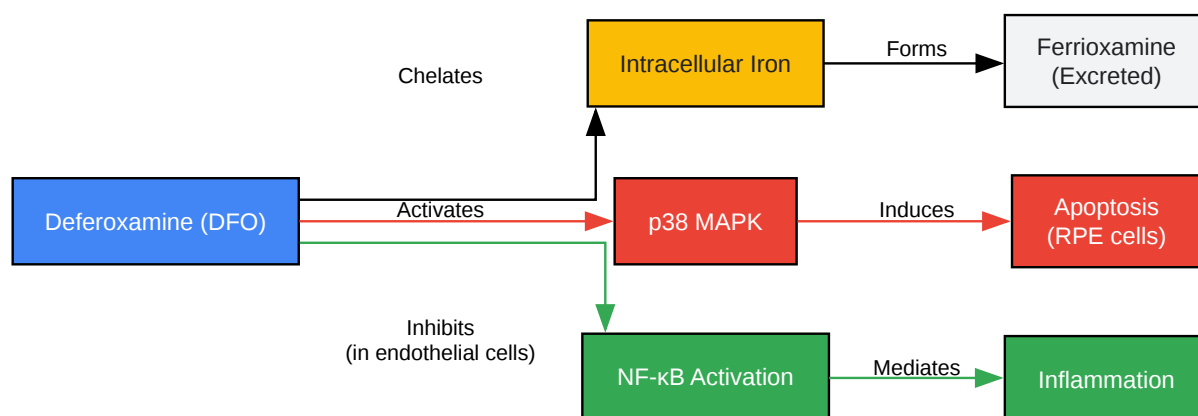 Chelates
Intracellular Iron
Forms
Ferrioxamine
(Excreted)
Deferoxamine (DFO)
Activates
p38 MAPK
Induces
Apoptosis
(RPE cells)
Inhibits
(in endothelial cells)
NF-κB Activation
Mediates
Inflammation